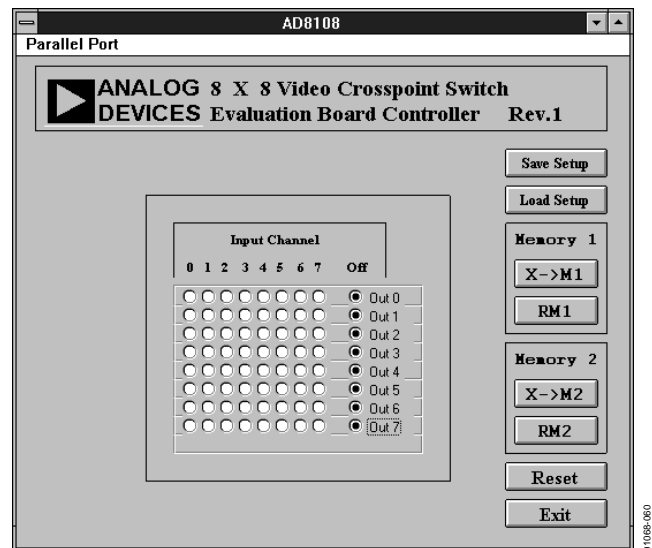 AD8108
Parallel Port
ANALOG DEVICES
8 X 8 Video Crosspoint Switch
Evaluation Board Controller Rev.1
Save Setup
Load Setup
Input Channel
0 1 2 3 4 5 6 7 Off
Out 0
Out 1
Out 2
Out 3
Out 4
Out 5
Out 6
Out 7
Memory 1
X->M1
RM1
Memory 2
X->M2
RM2
Reset
Exit
01068-060